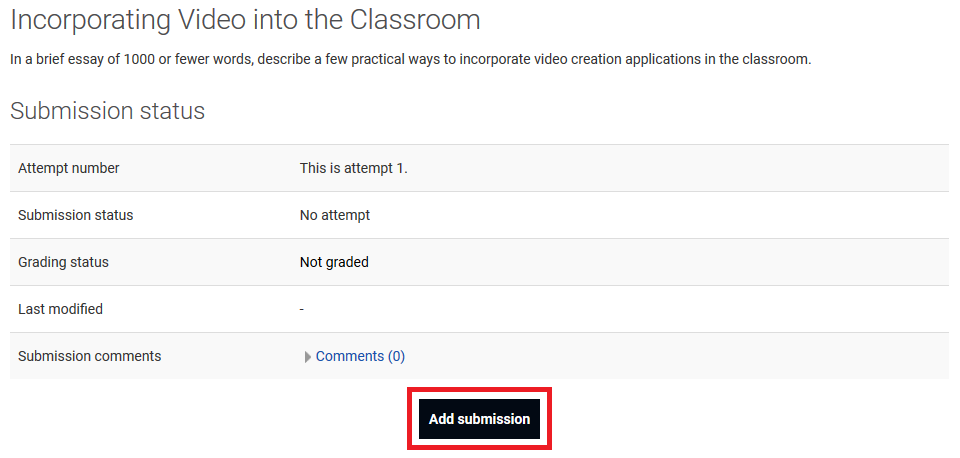 Incorporating Video into the Classroom
In a brief essay of 1000 or fewer words, describe a few practical ways to incorporate video creation applications in the classroom.
Submission status
Attempt number This is attempt 1.
Submission status No attempt
Grading status Not graded
Last modified -
Submission comments Comments (0)
Add submission